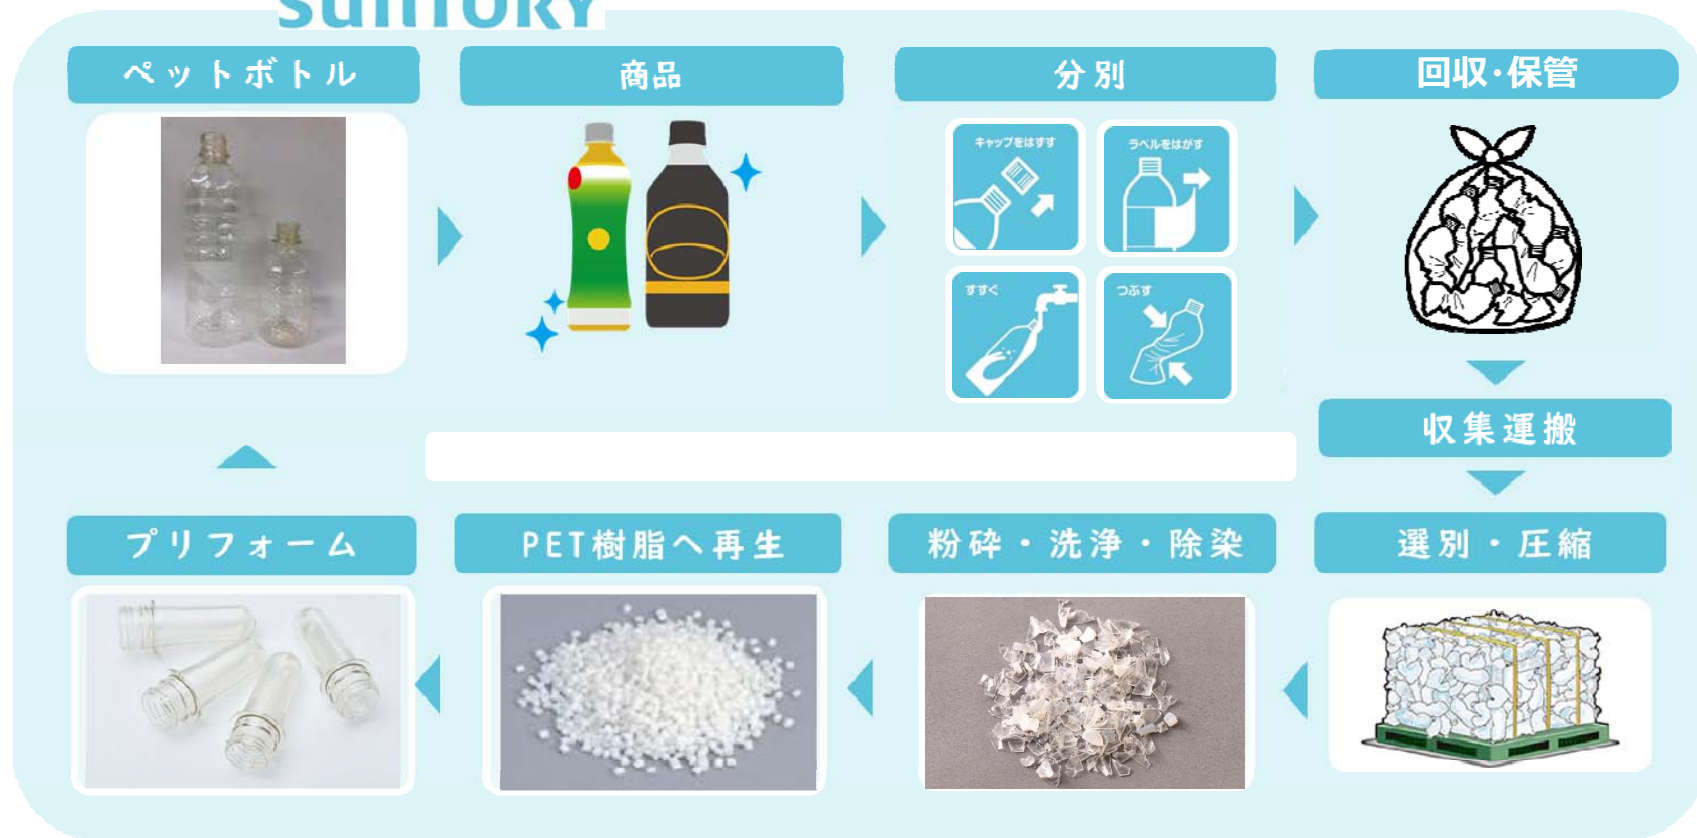 SUNTORY
ペットボトル
商品
分別
回収・保管
キャップをはずす
ラベルをはがす
すすぐ
つぶす
収集運搬
プリフォーム
PET樹脂へ再生
粉砕・洗浄・除染
選別・圧縮